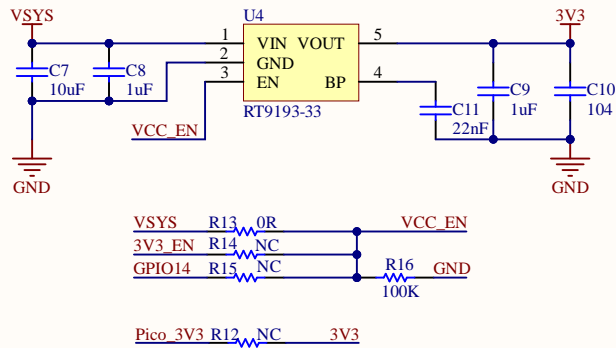 VSYS U4 3V3
1 VIN VOUT 5
C7 10uF C8 1uF 2 GND
3 EN BP 4
C11 22nF C9 1uF C10 104
RT9193-33
VCC_EN
GND GND
VSYS R13 0R VCC_EN
3V3_EN R14 NC
GPIO14 R15 NC R16 GND
100K
Pico_3V3 R12 NC 3V3